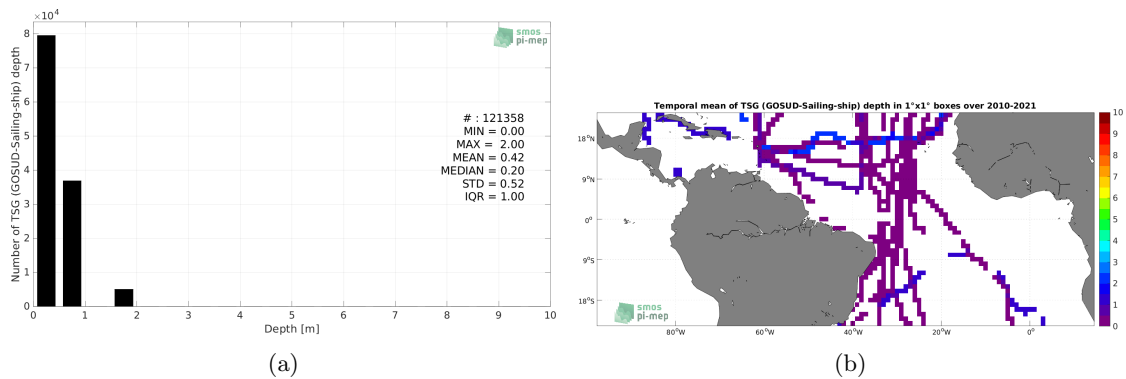 ×10⁴
8
7
6
5
4
3
2
1
0
Number of TSG (GOSUD-Sailing-ship) depth
smos
pi-mep
# : 121358
MIN = 0.00
MAX = 2.00
MEAN = 0.42
MEDIAN = 0.20
STD = 0.52
IQR = 1.00
0 1 2 3 4 5 6 7 8 9 10
Depth [m]
(a)
Temporal mean of TSG (GOSUD-Sailing-ship) depth in 1°x1° boxes over 2010-2021
18°N
9°N
0°
9°S
18°S
80°W 60°W 40°W 20°W 0°
smos
pi-mep
10
9
8
7
6
5
4
3
2
1
0
(b)